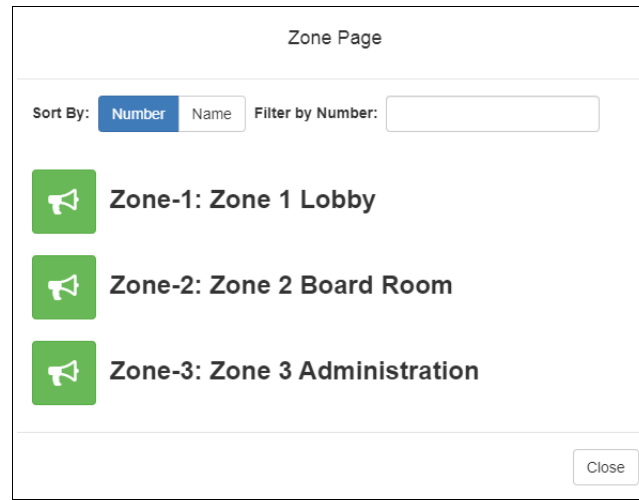 Zone Page
Sort By: Number Name Filter by Number:
Zone-1: Zone 1 Lobby
Zone-2: Zone 2 Board Room
Zone-3: Zone 3 Administration
Close